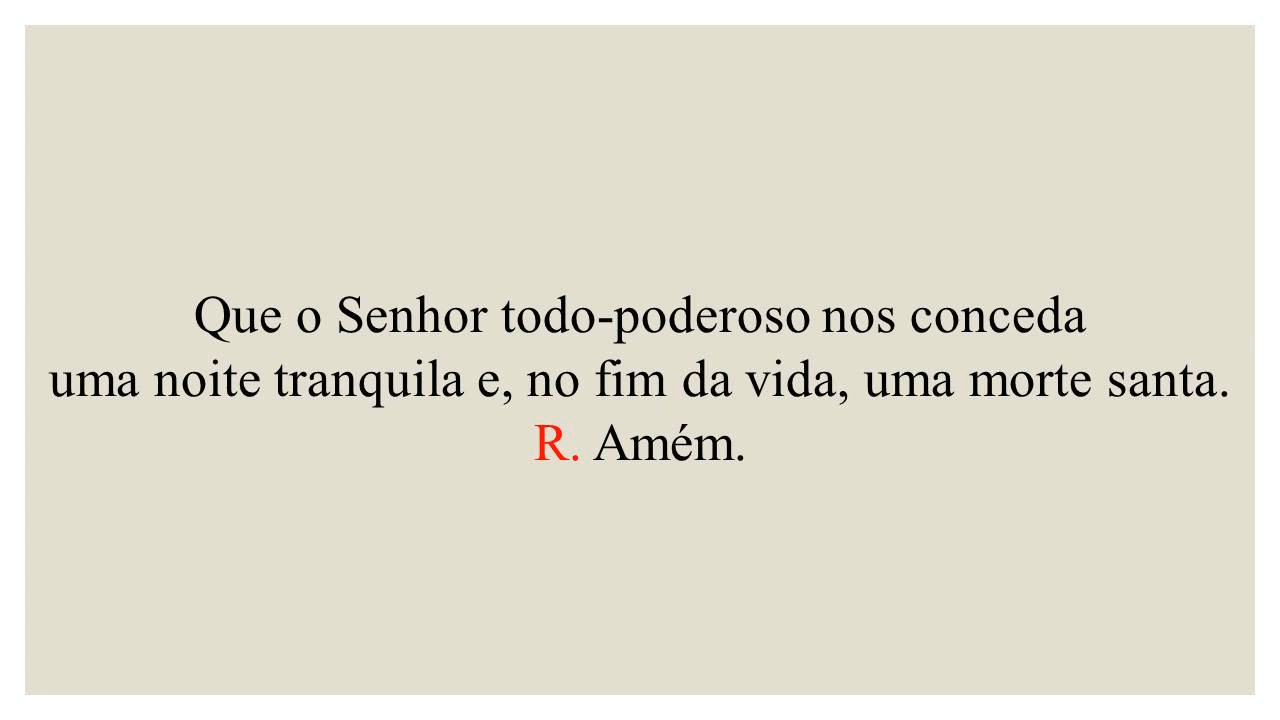 Que o Senhor todo-poderoso nos conceda
uma noite tranquila e, no fim da vida, uma morte santa.
R. Amém.